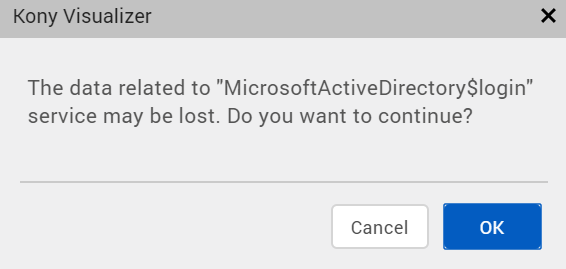 Kony Visualizer
The data related to "MicrosoftActiveDirectory$login"
service may be lost. Do you want to continue?
Cancel
OK